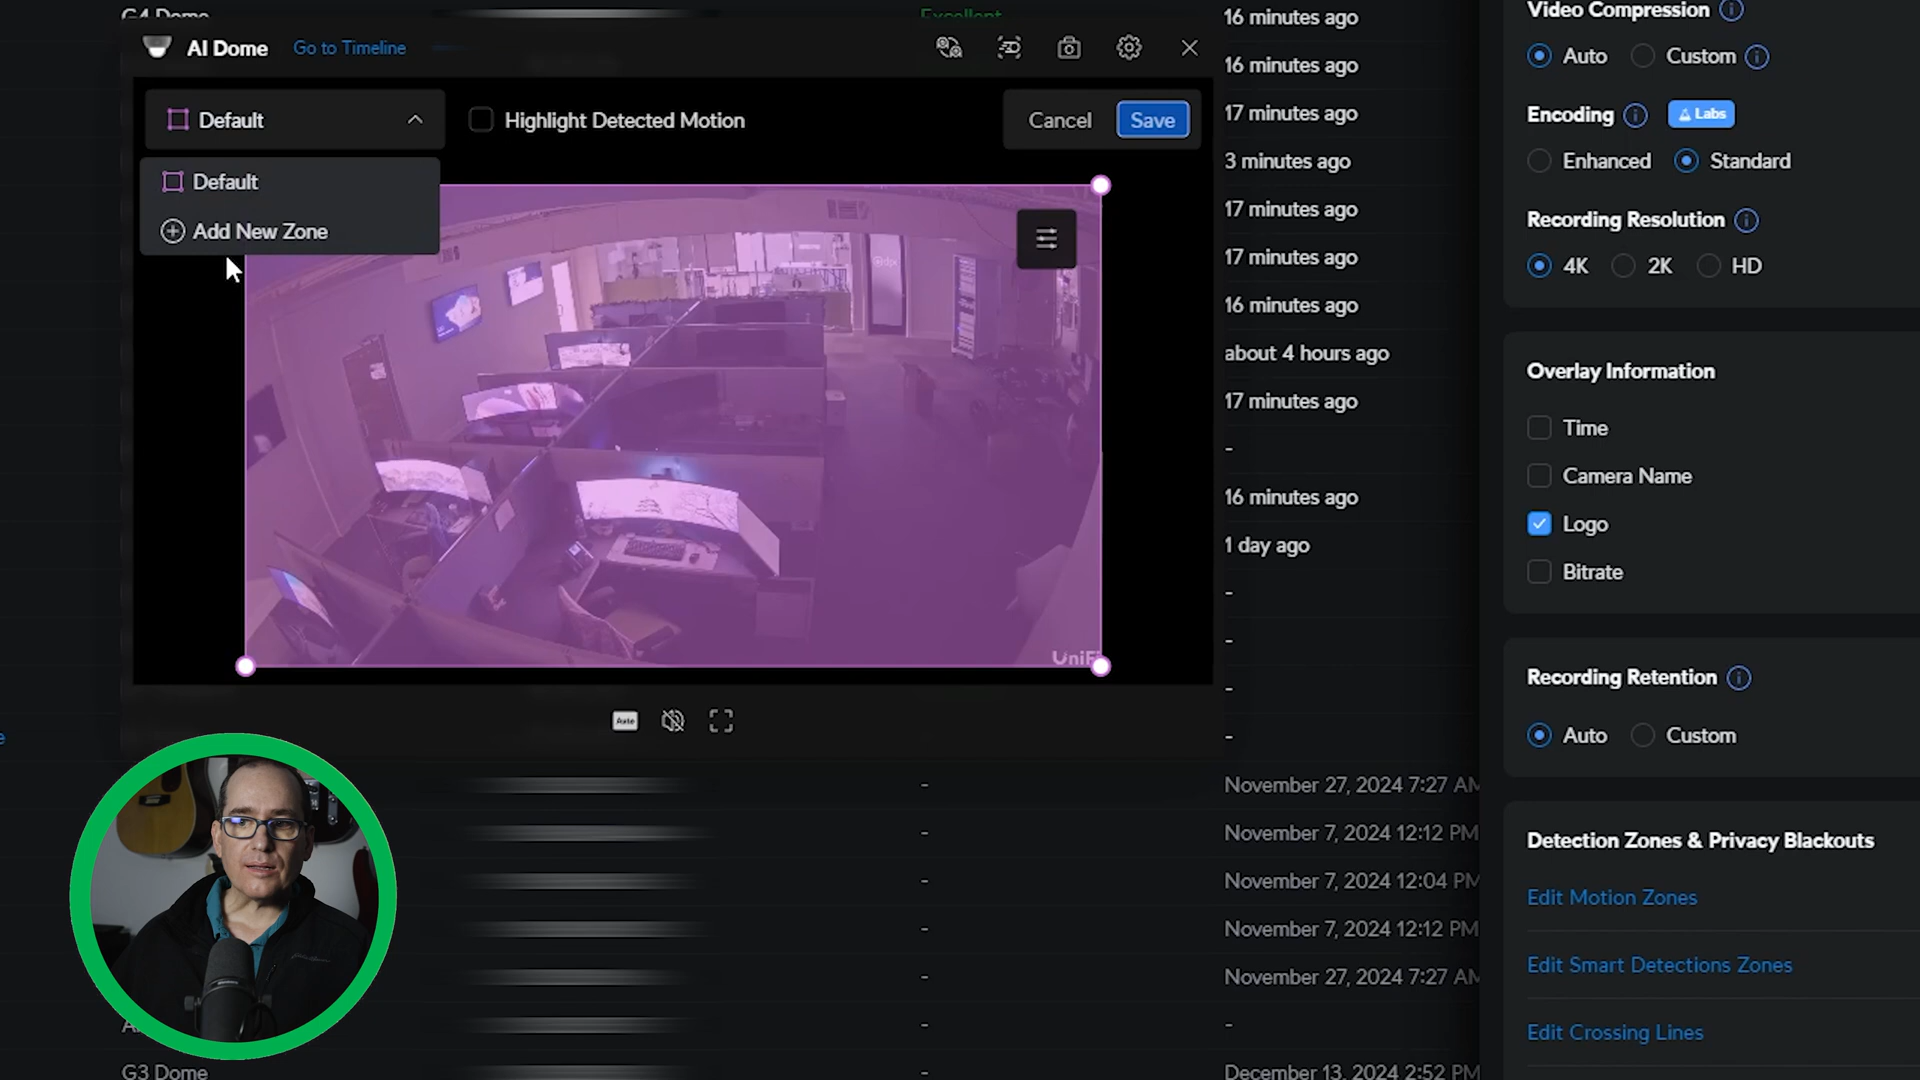 G4 Dome
Excellent
AI Dome
Go to Timeline
Default
Highlight Detected Motion
Cancel
Save
Default
Add New Zone
UniFi
Auto
16 minutes ago
16 minutes ago
17 minutes ago
3 minutes ago
17 minutes ago
17 minutes ago
16 minutes ago
about 4 hours ago
17 minutes ago
-
16 minutes ago
1 day ago
-
-
-
-
- November 27, 2024 7:27 AM
- November 7, 2024 12:12 PM
- November 7, 2024 12:04 PM
- November 7, 2024 12:12 PM
- November 27, 2024 7:27 AM
- -
G3 Dome - December 13, 2024 2:52 PM
Video Compression
Auto
Custom
Encoding
Labs
Enhanced
Standard
Recording Resolution
4K
2K
HD
Overlay Information
Time
Camera Name
Logo
Bitrate
Recording Retention
Auto
Custom
Detection Zones & Privacy Blackouts
Edit Motion Zones
Edit Smart Detections Zones
Edit Crossing Lines